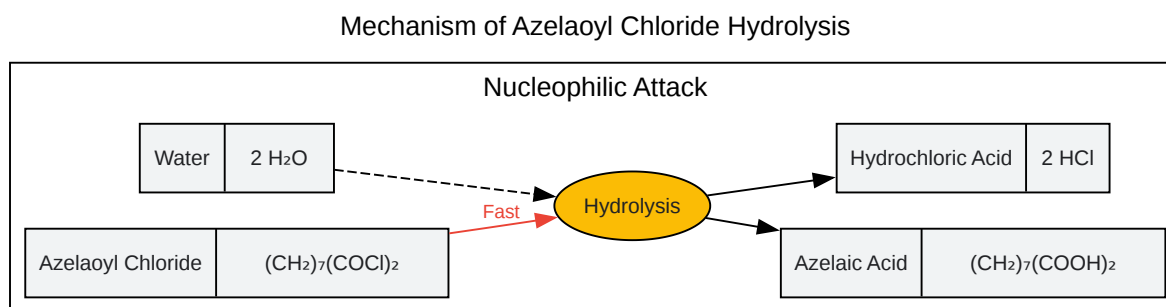 Mechanism of Azelaoyl Chloride Hydrolysis
Nucleophilic Attack
Water 2 H₂O
Hydrochloric Acid 2 HCl
Fast
Hydrolysis
Azelaoyl Chloride (CH₂)₇(COCl)₂
Azelaic Acid (CH₂)₇(COOH)₂